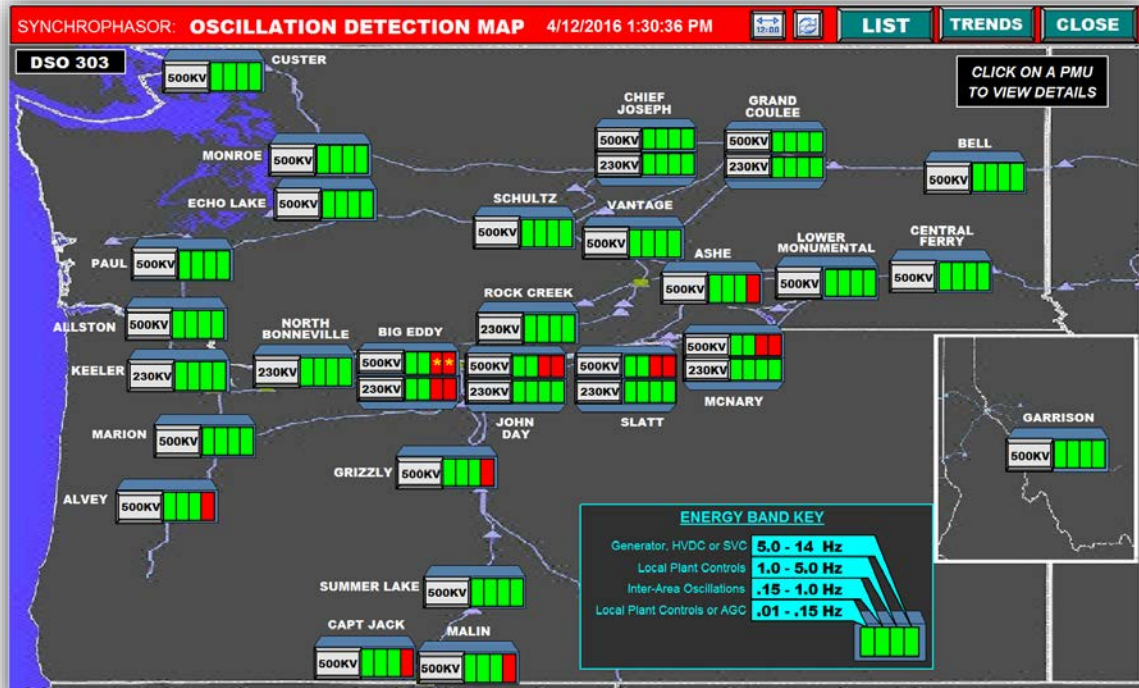 SYNCHROPHASOR: OSCILLATION DETECTION MAP 4/12/2016 1:30:36 PM 12:00 LIST TRENDS CLOSE
DSO 303
CLICK ON A PMU
TO VIEW DETAILS
CUSTER
500KV
CHIEF
JOSEPH
500KV
230KV
GRAND
COULEE
500KV
230KV
MONROE
500KV
BELL
500KV
ECHO LAKE
500KV
SCHULTZ
500KV
VANTAGE
500KV
PAUL
500KV
ASHE
500KV
LOWER
MONUMENTAL
500KV
CENTRAL
FERRY
500KV
ALLSTON
500KV
ROCK CREEK
230KV
KEELER
230KV
NORTH
BONNEVILLE
230KV
BIG EDDY
500KV **
230KV
500KV
230KV
JOHN
DAY
500KV
230KV
SLATT
500KV
230KV
MCNARY
MARION
500KV
GARRISON
500KV
GRIZZLY
500KV
ALVEY
500KV
SUMMER LAKE
500KV
CAPT JACK
500KV
MALIN
500KV
ENERGY BAND KEY
Generator, HVDC or SVC 5.0 - 14 Hz
Local Plant Controls 1.0 - 5.0 Hz
Inter-Area Oscillations .15 - 1.0 Hz
Local Plant Controls or AGC .01 - .15 Hz